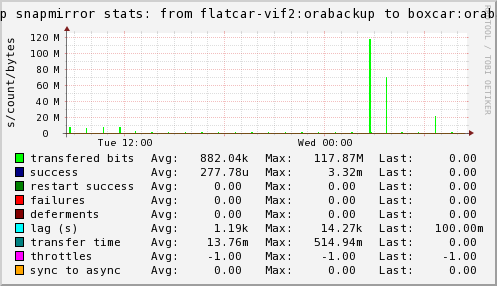 p snapmirror stats: from flatcar-vif2:orabackup to boxcar:orab
RRDTOOL / TOBI OETIKER
s/count/bytes
120 M
100 M
80 M
60 M
40 M
20 M
0
Tue 12:00 Wed 00:00
transfered bits Avg: 882.04k Max: 117.87M Last: 0.00
success Avg: 277.78u Max: 3.32m Last: 0.00
restart success Avg: 0.00 Max: 0.00 Last: 0.00
failures Avg: 0.00 Max: 0.00 Last: 0.00
deferments Avg: 0.00 Max: 0.00 Last: 0.00
lag (s) Avg: 1.19k Max: 14.27k Last: 100.00m
transfer time Avg: 13.76m Max: 514.94m Last: 0.00
throttles Avg: -1.00 Max: -1.00 Last: -1.00
sync to async Avg: 0.00 Max: 0.00 Last: 0.00